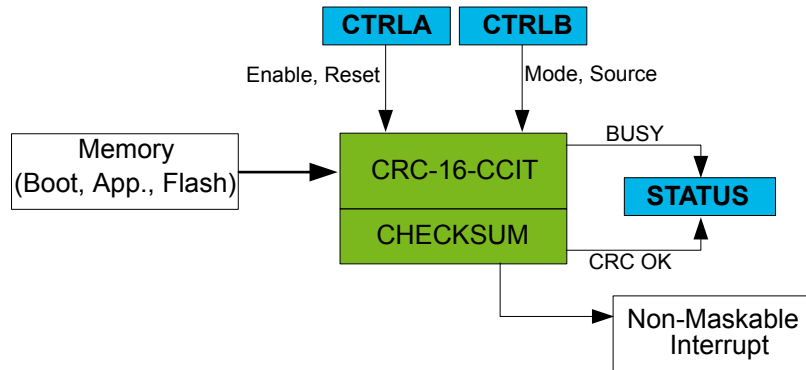 CTRLA
CTRLB
Enable, Reset
Mode, Source
Memory
(Boot, App., Flash)
CRC-16-CCIT
BUSY
STATUS
CHECKSUM
CRC OK
Non-Maskable
Interrupt